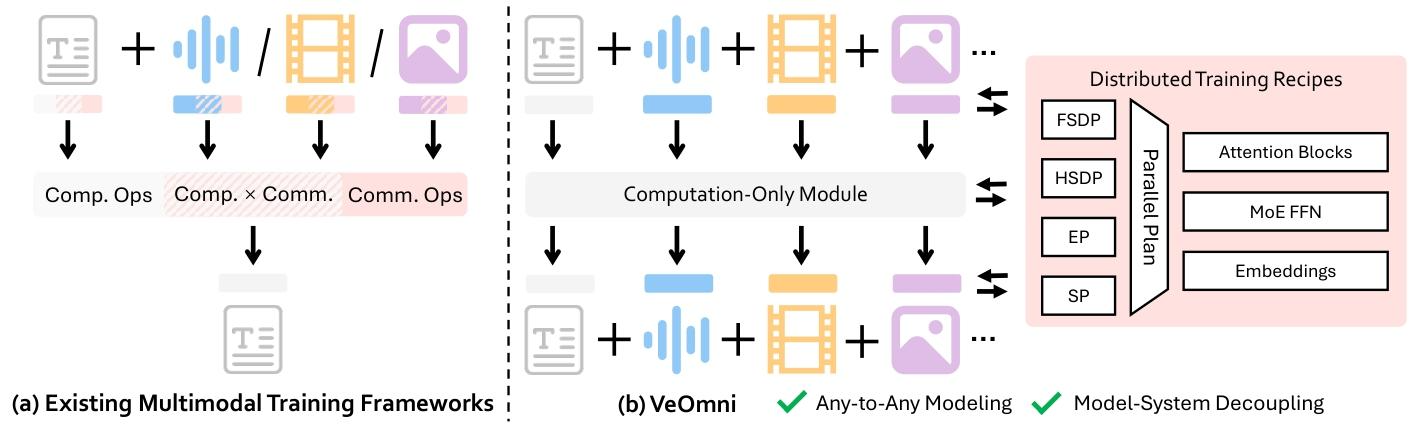 T
+
/
/
Comp. Ops
Comp. × Comm.
Comm. Ops
T
(a) Existing Multimodal Training Frameworks
T
+
+
+
...
Computation-Only Module
T
+
+
+
...
(b) VeOmni
Any-to-Any Modeling
Model-System Decoupling
Distributed Training Recipes
FSDP
HSDP
EP
SP
Parallel Plan
Attention Blocks
MoE FFN
Embeddings